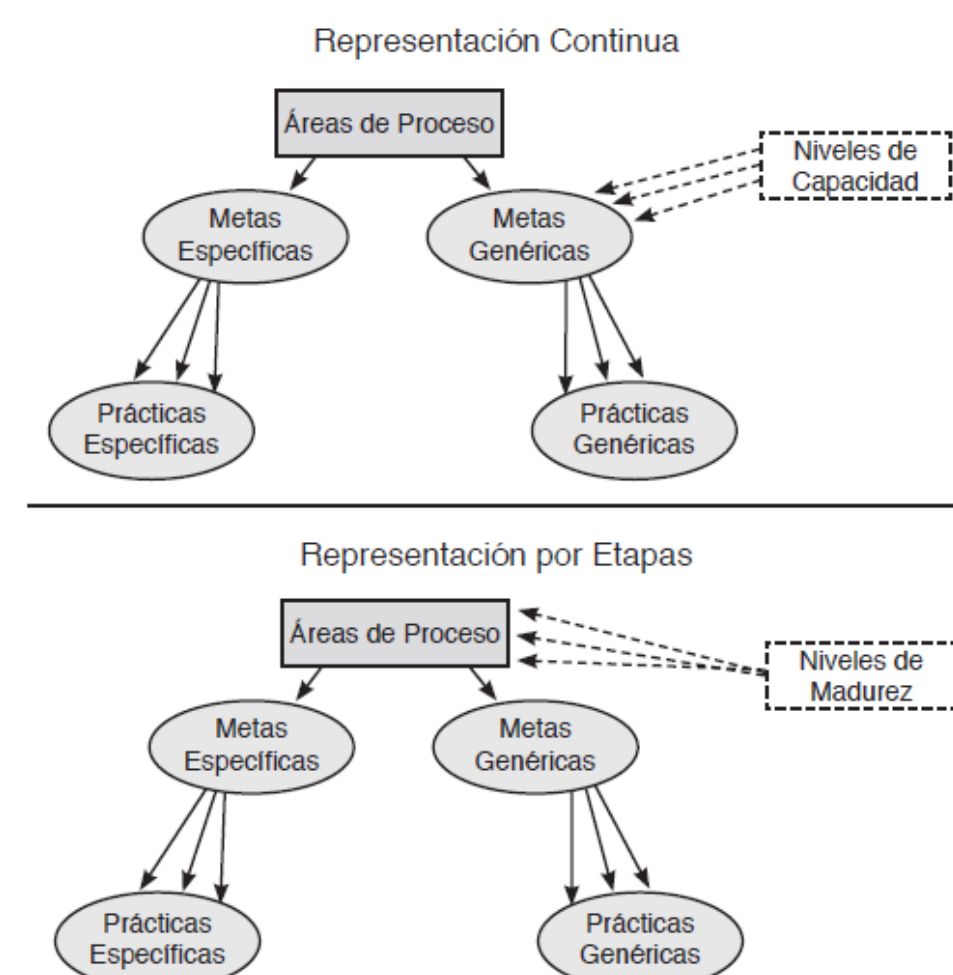 Representación Continua
Áreas de Proceso
Niveles de
Capacidad
Metas
Específicas
Metas
Genéricas
Prácticas
Específicas
Prácticas
Genéricas
Representación por Etapas
Áreas de Proceso
Niveles de
Madurez
Metas
Específicas
Metas
Genéricas
Prácticas
Específicas
Prácticas
Genéricas